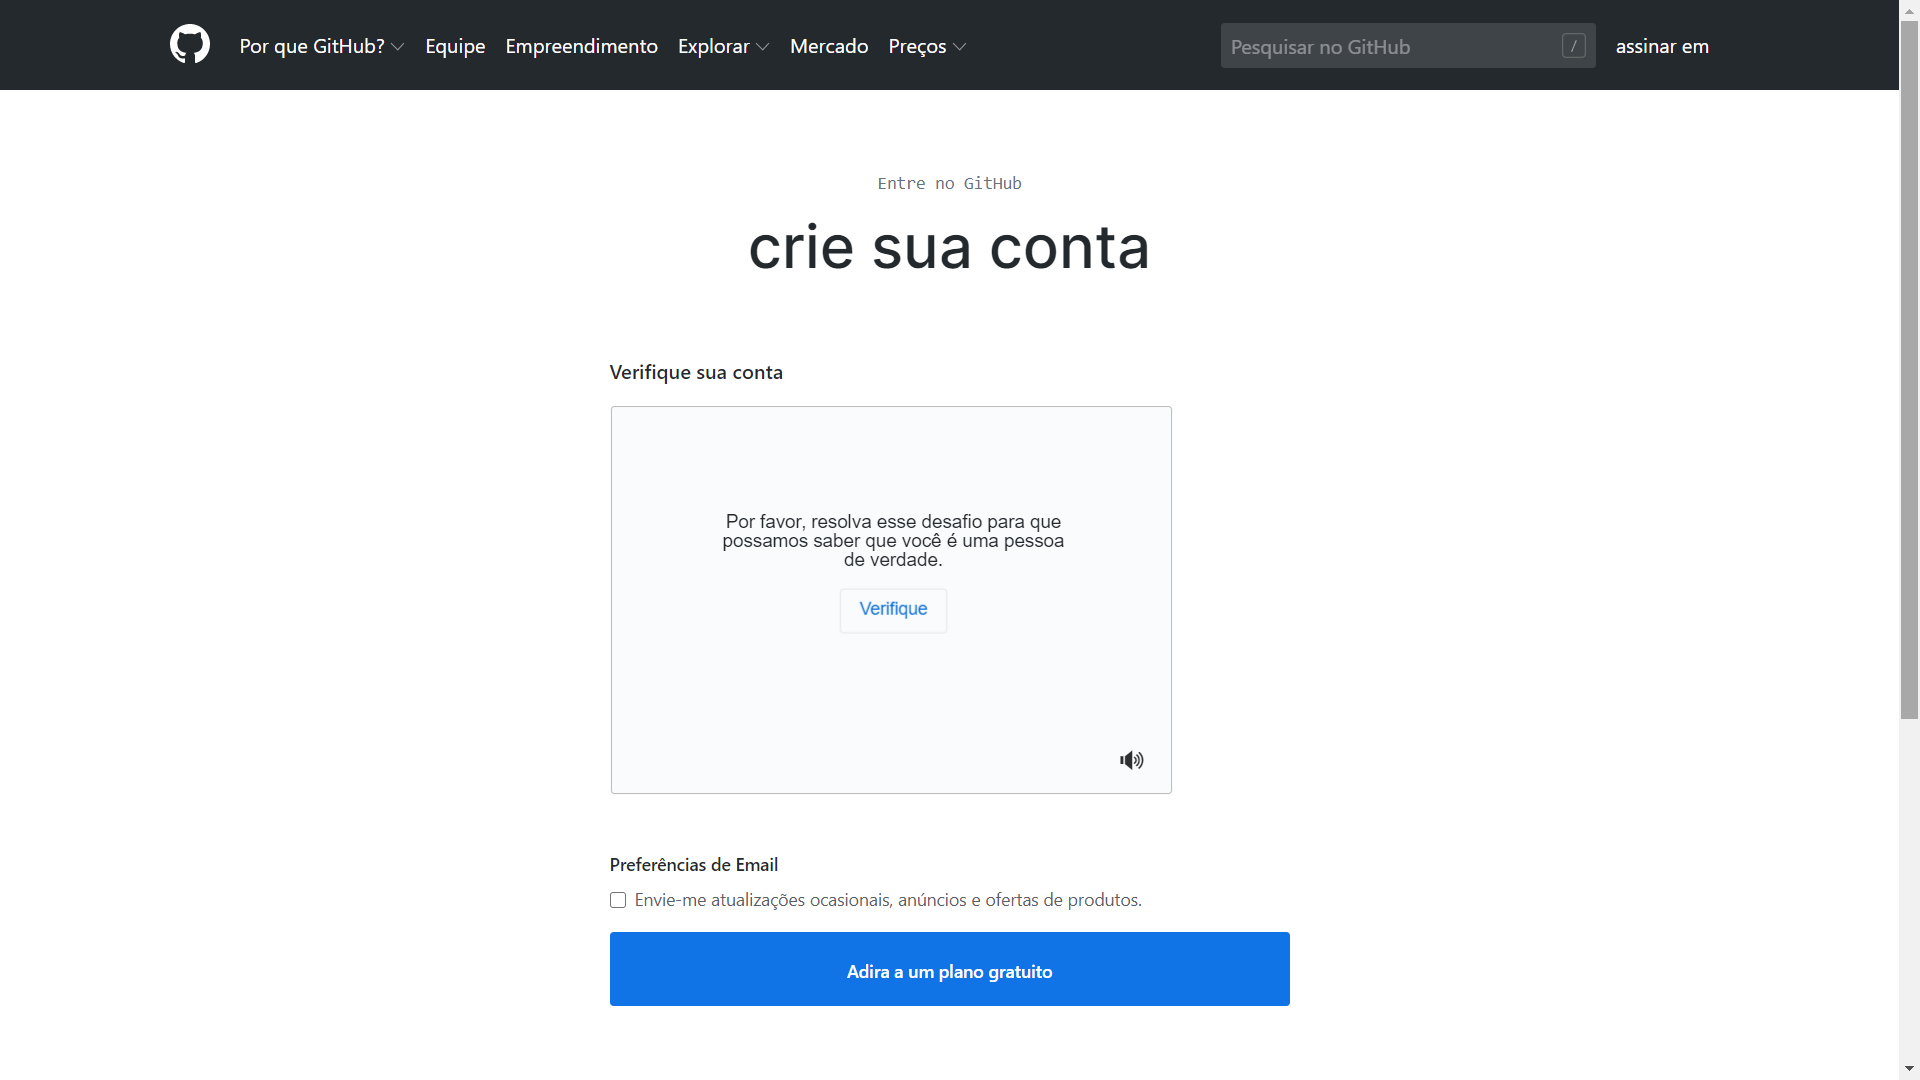 Por que GitHub? Equipe Empreendimento Explorar Mercado Preços Pesquisar no GitHub / assinar em
Entre no GitHub
crie sua conta
Verifique sua conta
Por favor, resolva esse desafio para que
possamos saber que você é uma pessoa
de verdade.
Verifique
Preferências de Email
Envie-me atualizações ocasionais, anúncios e ofertas de produtos.
Adira a um plano gratuito